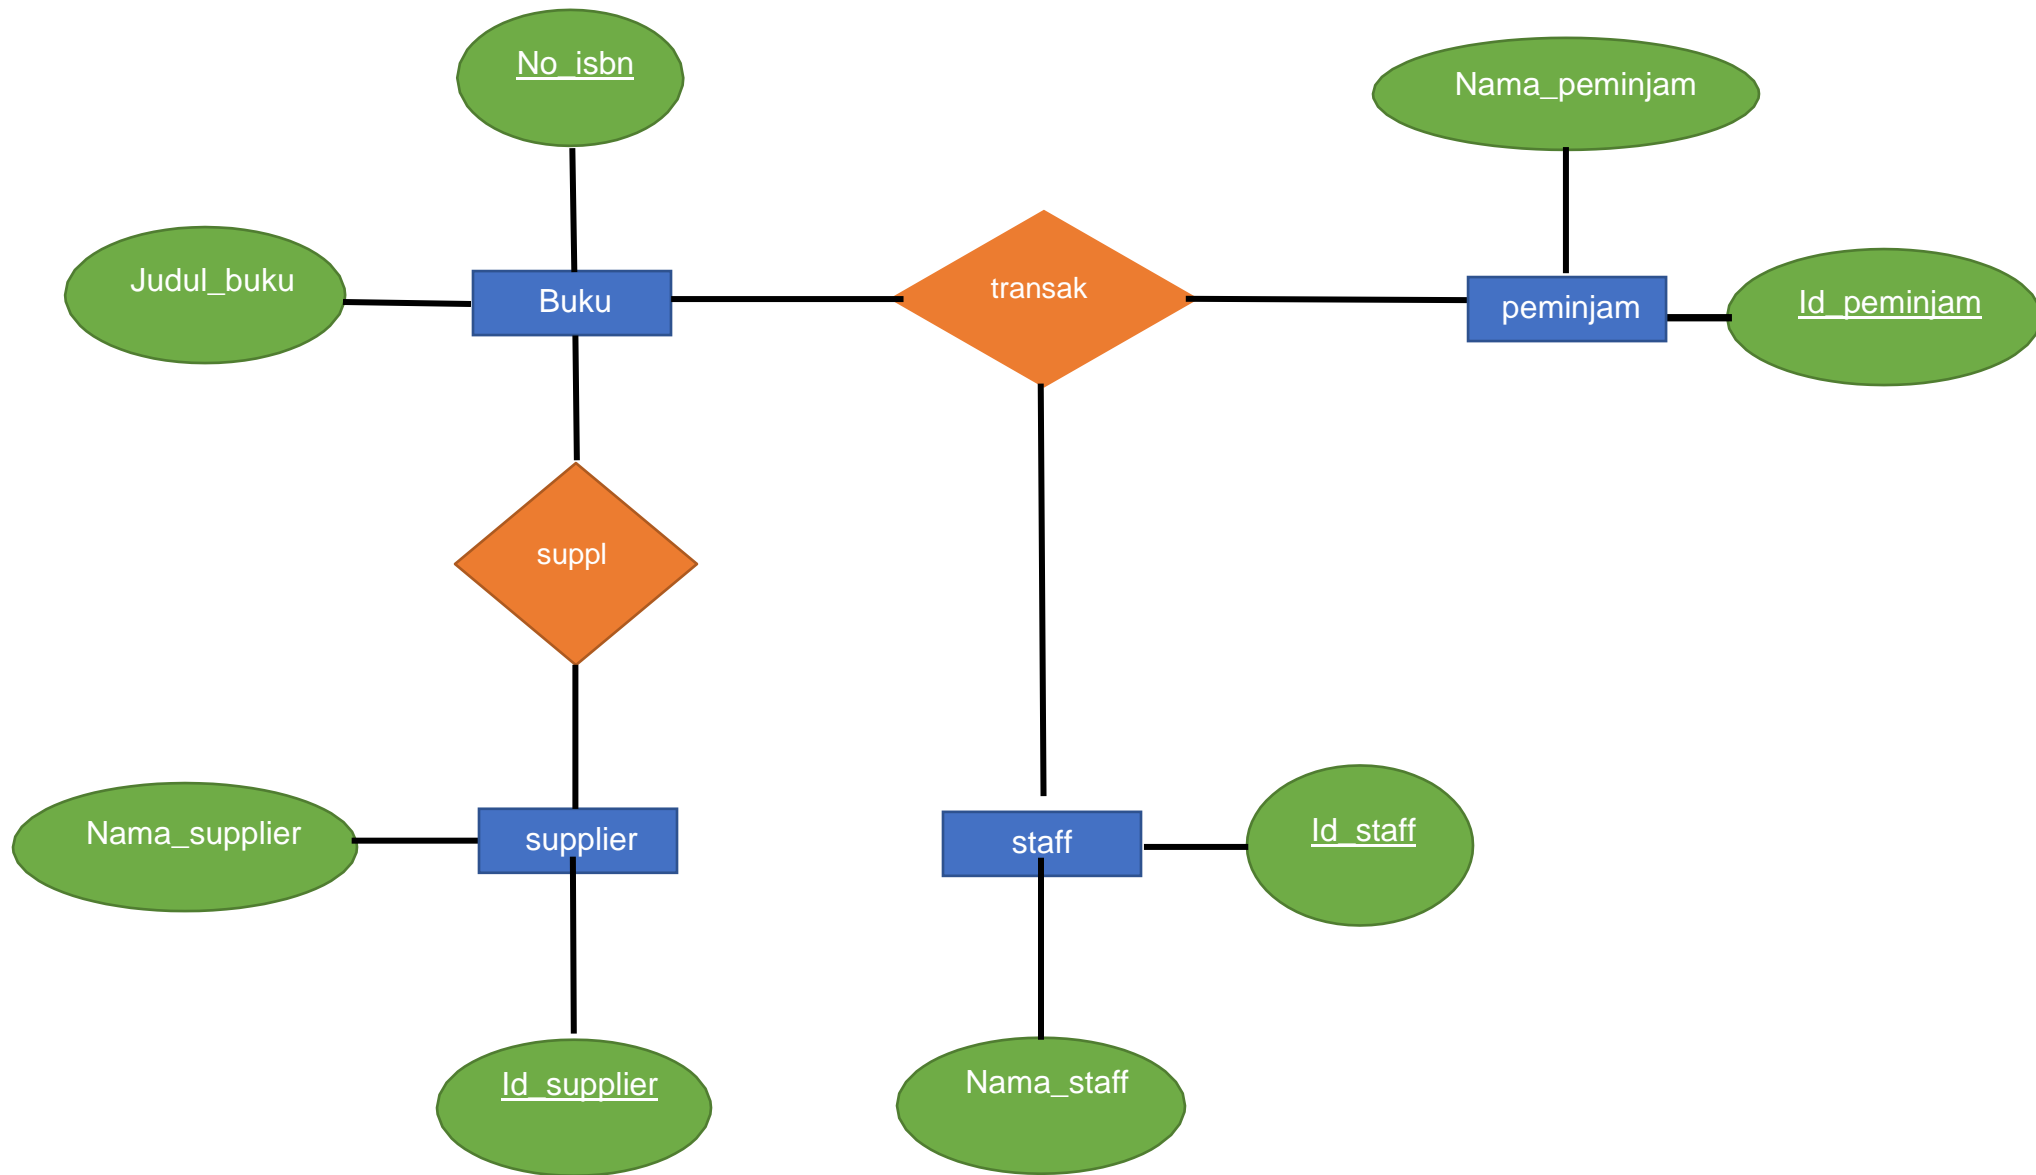 No_isbn
Nama_peminjam
Judul_buku
Buku
transak
peminjam
Id_peminjam
suppl
Nama_supplier
supplier
staff
Id_staff
Id_supplier
Nama_staff